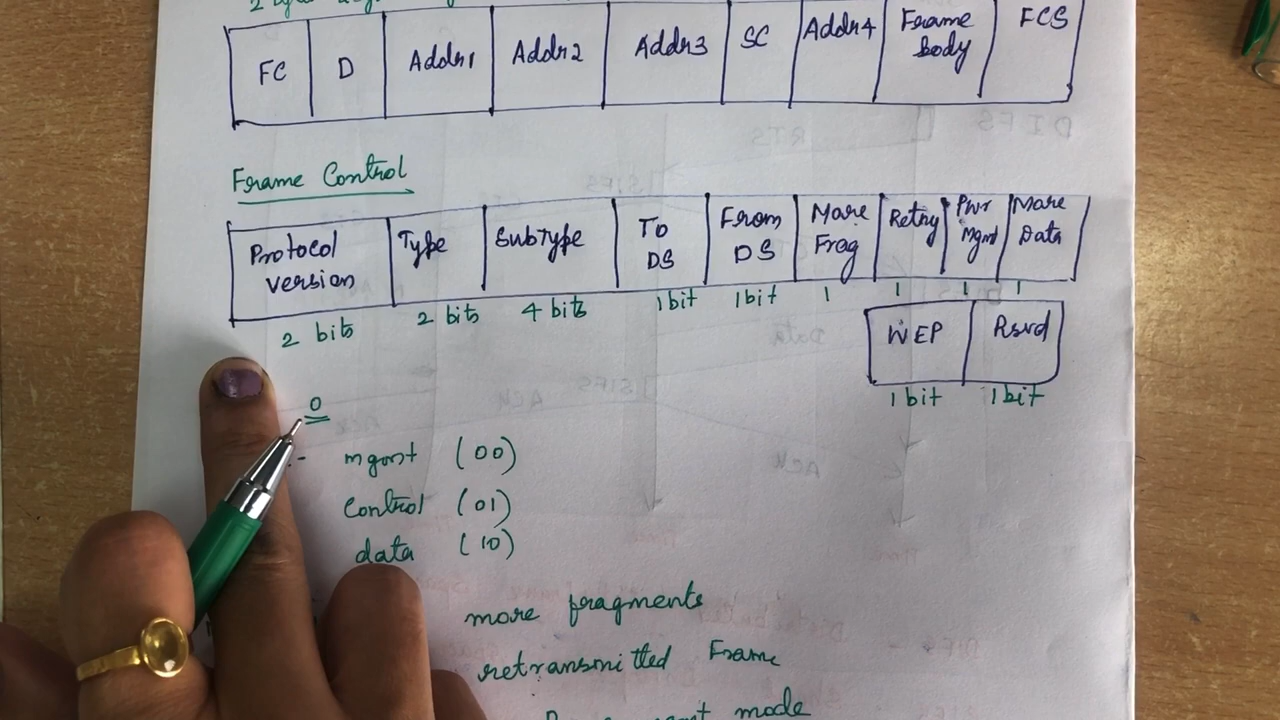 FC D Addr1 Addr2 Addr3 SC Addr4 Frame body FCS
Frame Control
Protocol version Type Subtype To DS From DS More Frag Retry Pwr Mgmt More Data
2 bits 2 bits 4 bits 1 bit 1 bit 1 1 1 1
WEP Rsvd
1 bit 1 bit
0
mgmt (00)
Control (01)
data (10)
more fragments
retransmitted Frame
mode